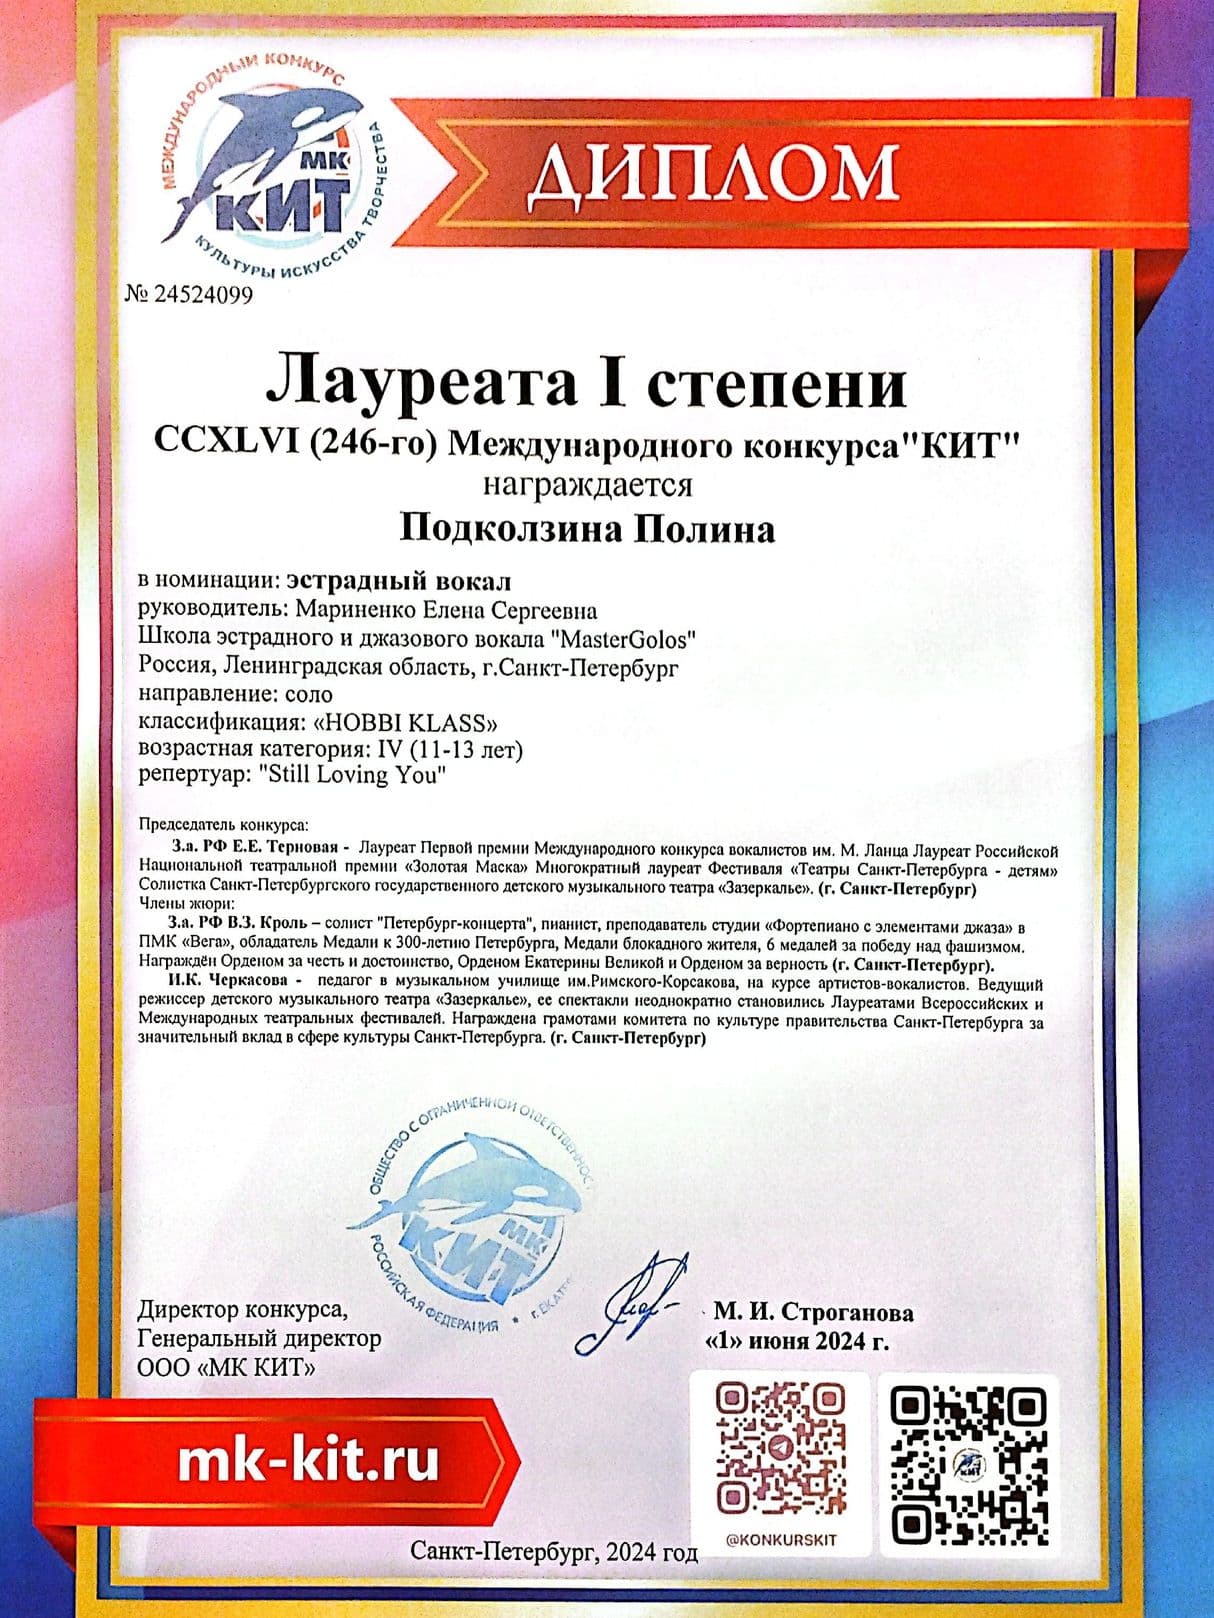 МЕЖДУНАРОДНЫЙ КОНКУРС
КУЛЬТУРЫ ИСКУССТВА ТВОРЧЕСТВА
МК
КИТ
ДИПЛОМ
№ 24524099
Лауреата I степени
CCXLVI (246-го) Международного конкурса"КИТ"
награждается
Подколзина Полина
в номинации: эстрадный вокал
руководитель: Мариненко Елена Сергеевна
Школа эстрадного и джазового вокала "MasterGolos"
Россия, Ленинградская область, г.Санкт-Петербург
направление: соло
классификация: «HOBBI KLASS»
возрастная категория: IV (11-13 лет)
репертуар: "Still Loving You"
Председатель конкурса:
З.а. РФ Е.Е. Терновая - Лауреат Первой премии Международного конкурса вокалистов им. М. Ланца Лауреат Российской
Национальной театральной премии «Золотая Маска» Многократный лауреат Фестиваля «Театры Санкт-Петербурга - детям»
Солистка Санкт-Петербургского государственного детского музыкального театра «Зазеркалье». (г. Санкт-Петербург)
Члены жюри:
З.а. РФ В.З. Кроль – солист "Петербург-концерта", пианист, преподаватель студии «Фортепиано с элементами джаза» в
ПМК «Вега», обладатель Медали к 300-летию Петербурга, Медали блокадного жителя, 6 медалей за победу над фашизмом.
Награждён Орденом за честь и достоинство, Орденом Екатерины Великой и Орденом за верность (г. Санкт-Петербург).
И.К. Черкасова - педагог в музыкальном училище им.Римского-Корсакова, на курсе артистов-вокалистов. Ведущий
режиссер детского музыкального театра «Зазеркалье», ее спектакли неоднократно становились Лауреатами Всероссийских и
Международных театральных фестивалей. Награждена грамотами комитета по культуре правительства Санкт-Петербурга за
значительный вклад в сфере культуры Санкт-Петербурга. (г. Санкт-Петербург)
ОБЩЕСТВО С ОГРАНИЧЕННОЙ ОТВЕТСТВЕННОСТ
МК
КИТ
РОССИЙСКАЯ ФЕДЕРАЦИЯ * г. ЕКАТЕ
Директор конкурса,
Генеральный директор
ООО «МК КИТ»
М. И. Строганова
«1» июня 2024 г.
mk-kit.ru
@KONKURSKIT
КИТ
Санкт-Петербург, 2024 год